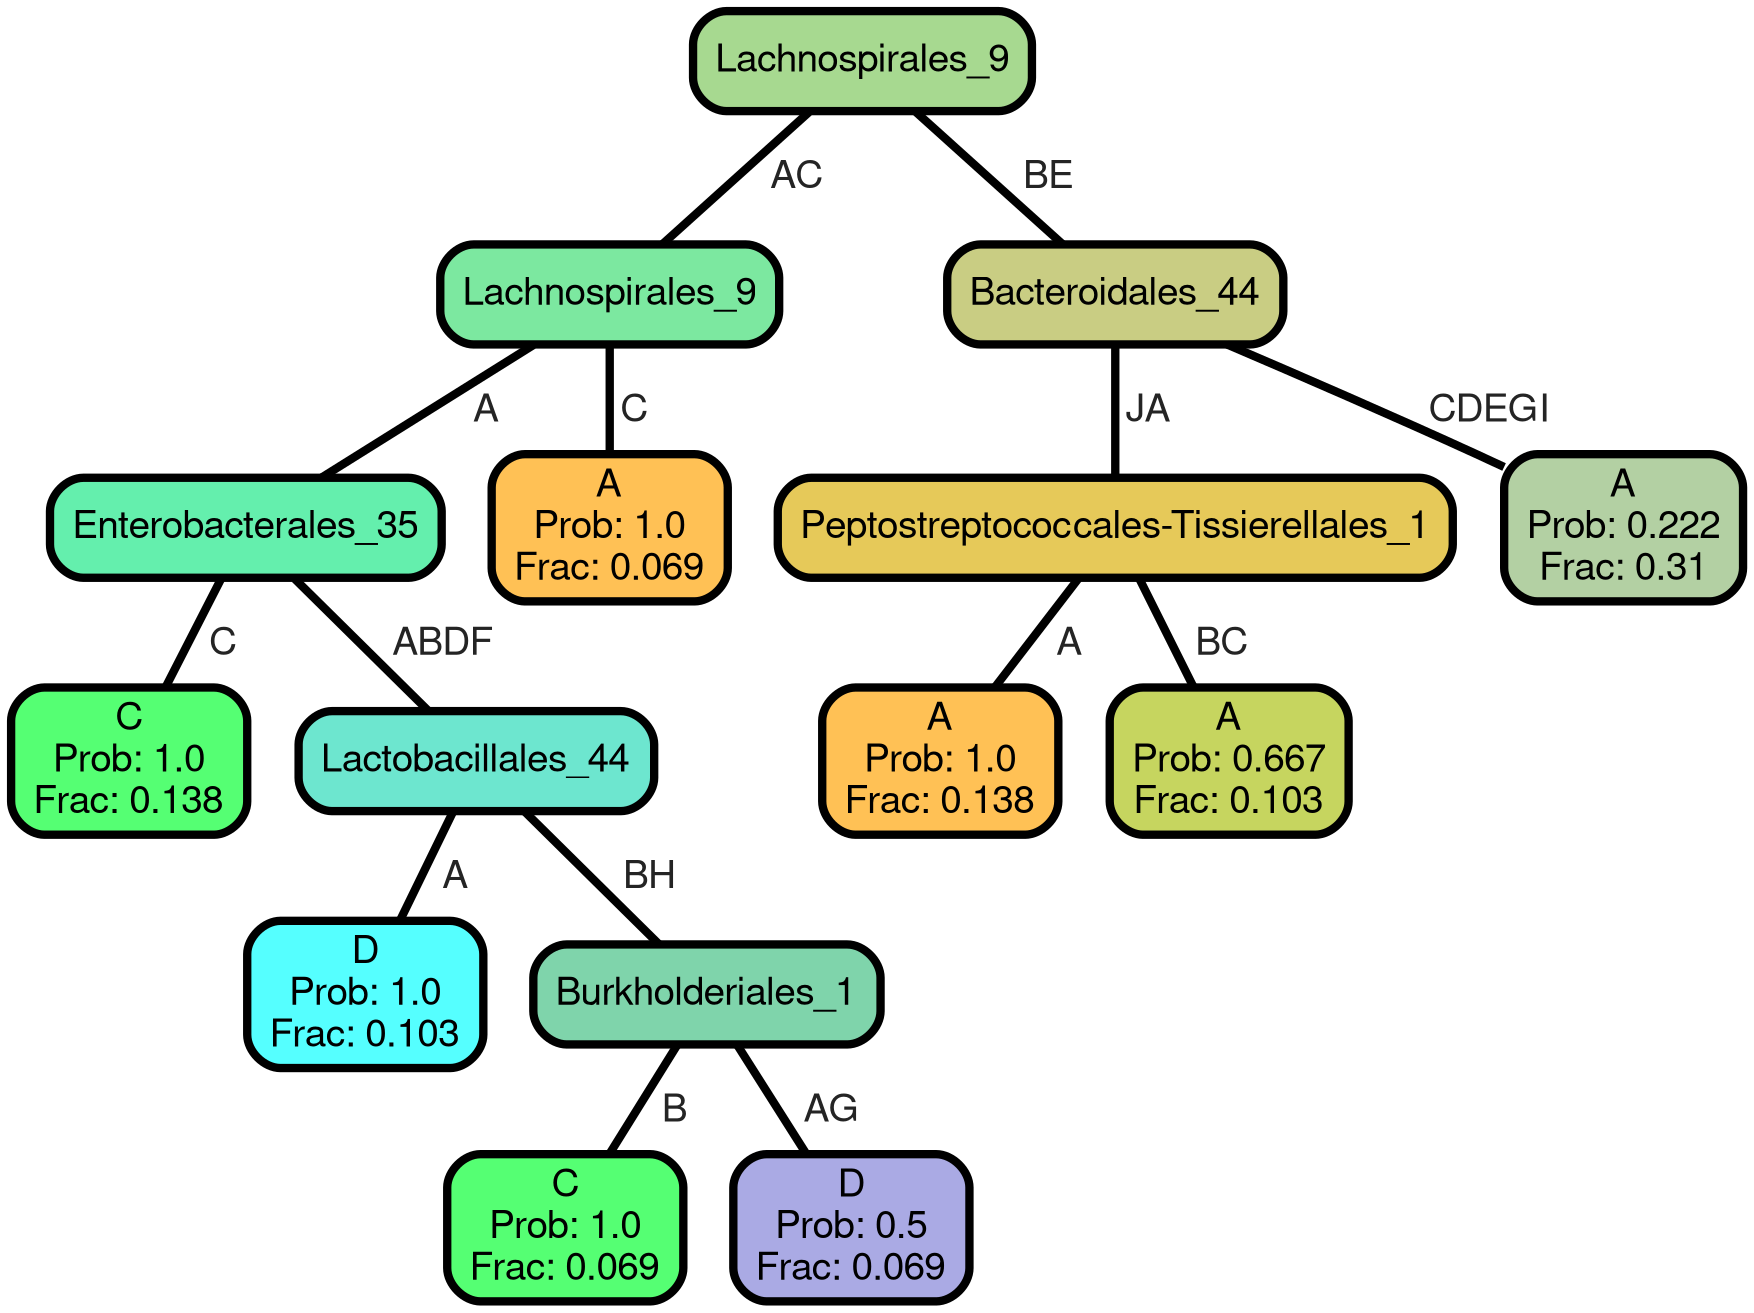 Lachnospirales_9
AC
BE
Lachnospirales_9
Bacteroidales_44
A
C
JA
CDEGI
Enterobacterales_35
A
Prob: 1.0
Frac: 0.069
Peptostreptococcales-Tissierellales_1
A
Prob: 0.222
Frac: 0.31
C
ABDF
A
BC
C
Prob: 1.0
Frac: 0.138
Lactobacillales_44
A
Prob: 1.0
Frac: 0.138
A
Prob: 0.667
Frac: 0.103
A
BH
D
Prob: 1.0
Frac: 0.103
Burkholderiales_1
B
AG
C
Prob: 1.0
Frac: 0.069
D
Prob: 0.5
Frac: 0.069